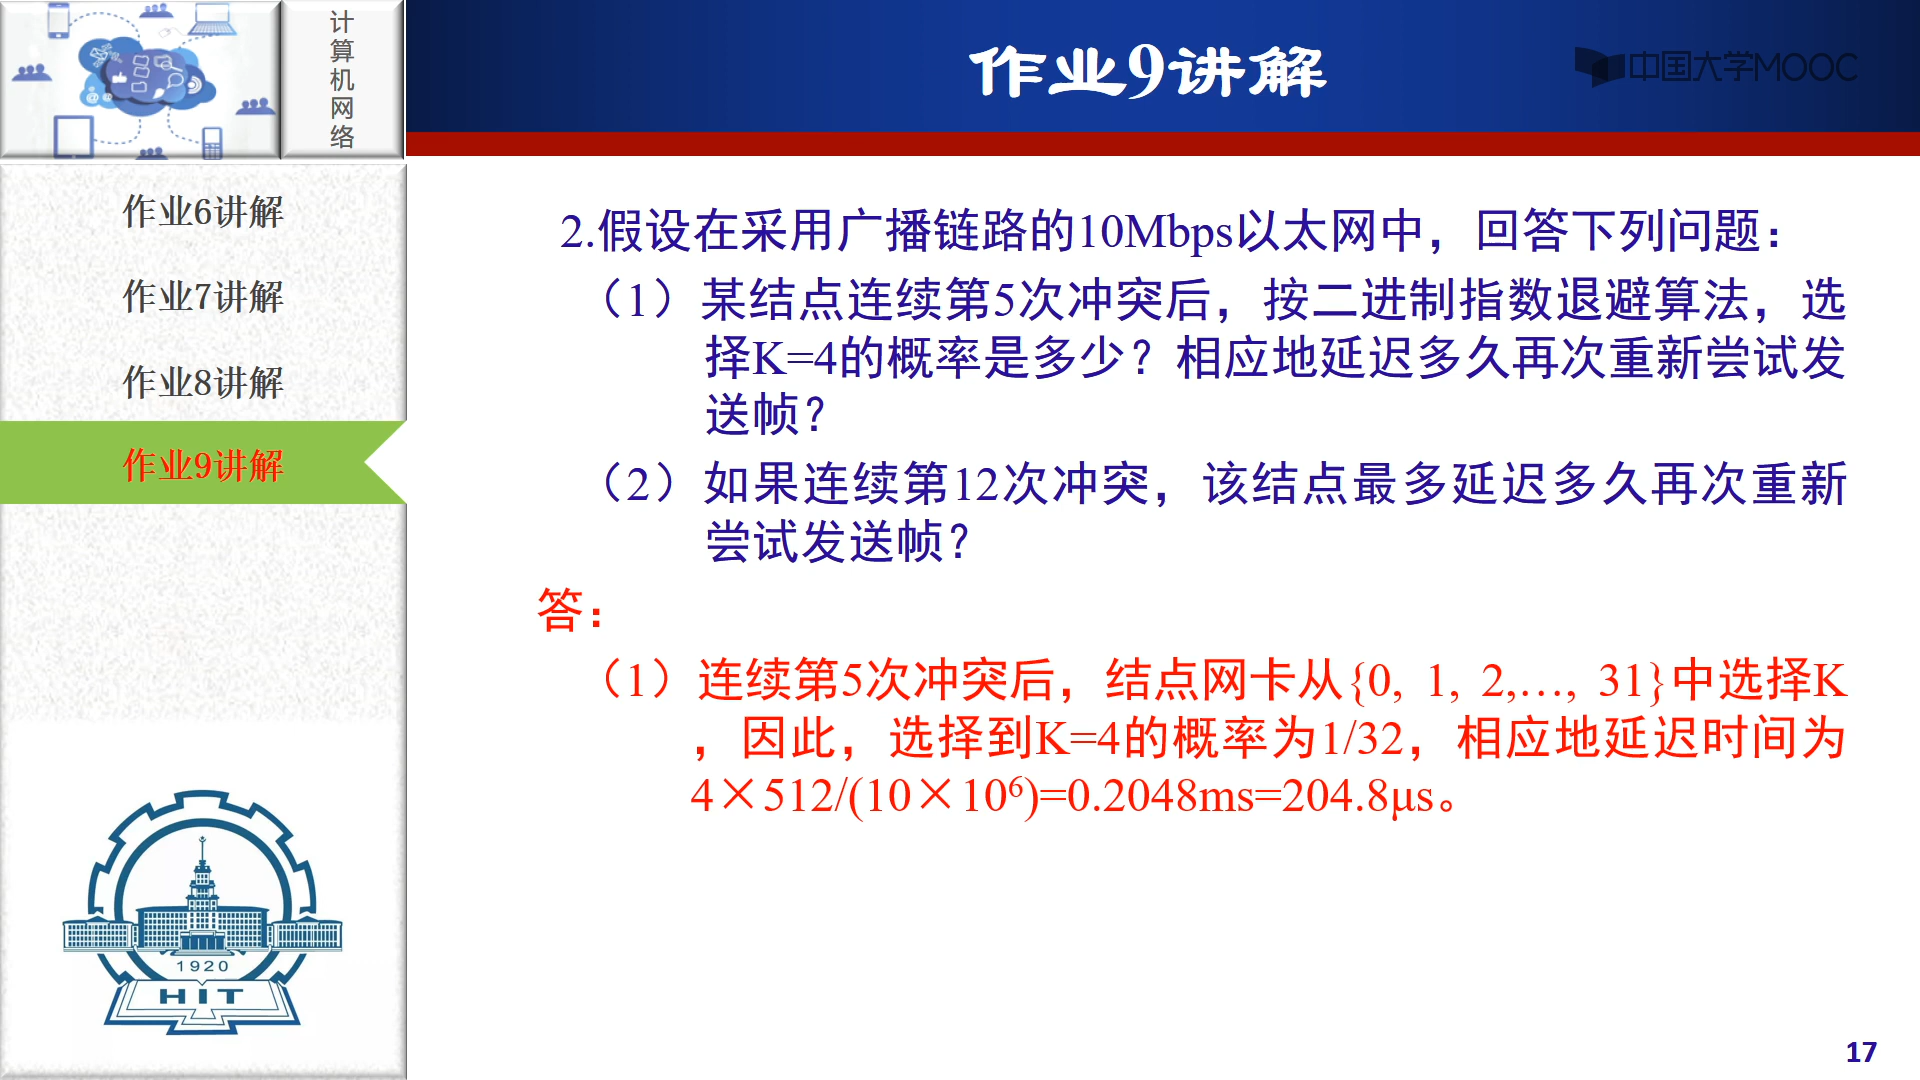 计算机网络
作业9讲解
中国大学MOOC
作业6讲解
作业7讲解
作业8讲解
作业9讲解
2.假设在采用广播链路的10Mbps以太网中，回答下列问题：
（1）某结点连续第5次冲突后，按二进制指数退避算法，选
择K=4的概率是多少？相应地延迟多久再次重新尝试发
送帧？
（2）如果连续第12次冲突，该结点最多延迟多久再次重新
尝试发送帧？
答：
（1）连续第5次冲突后，结点网卡从{0, 1, 2,…, 31}中选择K
，因此，选择到K=4的概率为1/32，相应地延迟时间为
4×512/(10×10⁶)=0.2048ms=204.8μs。
1920
HIT
17